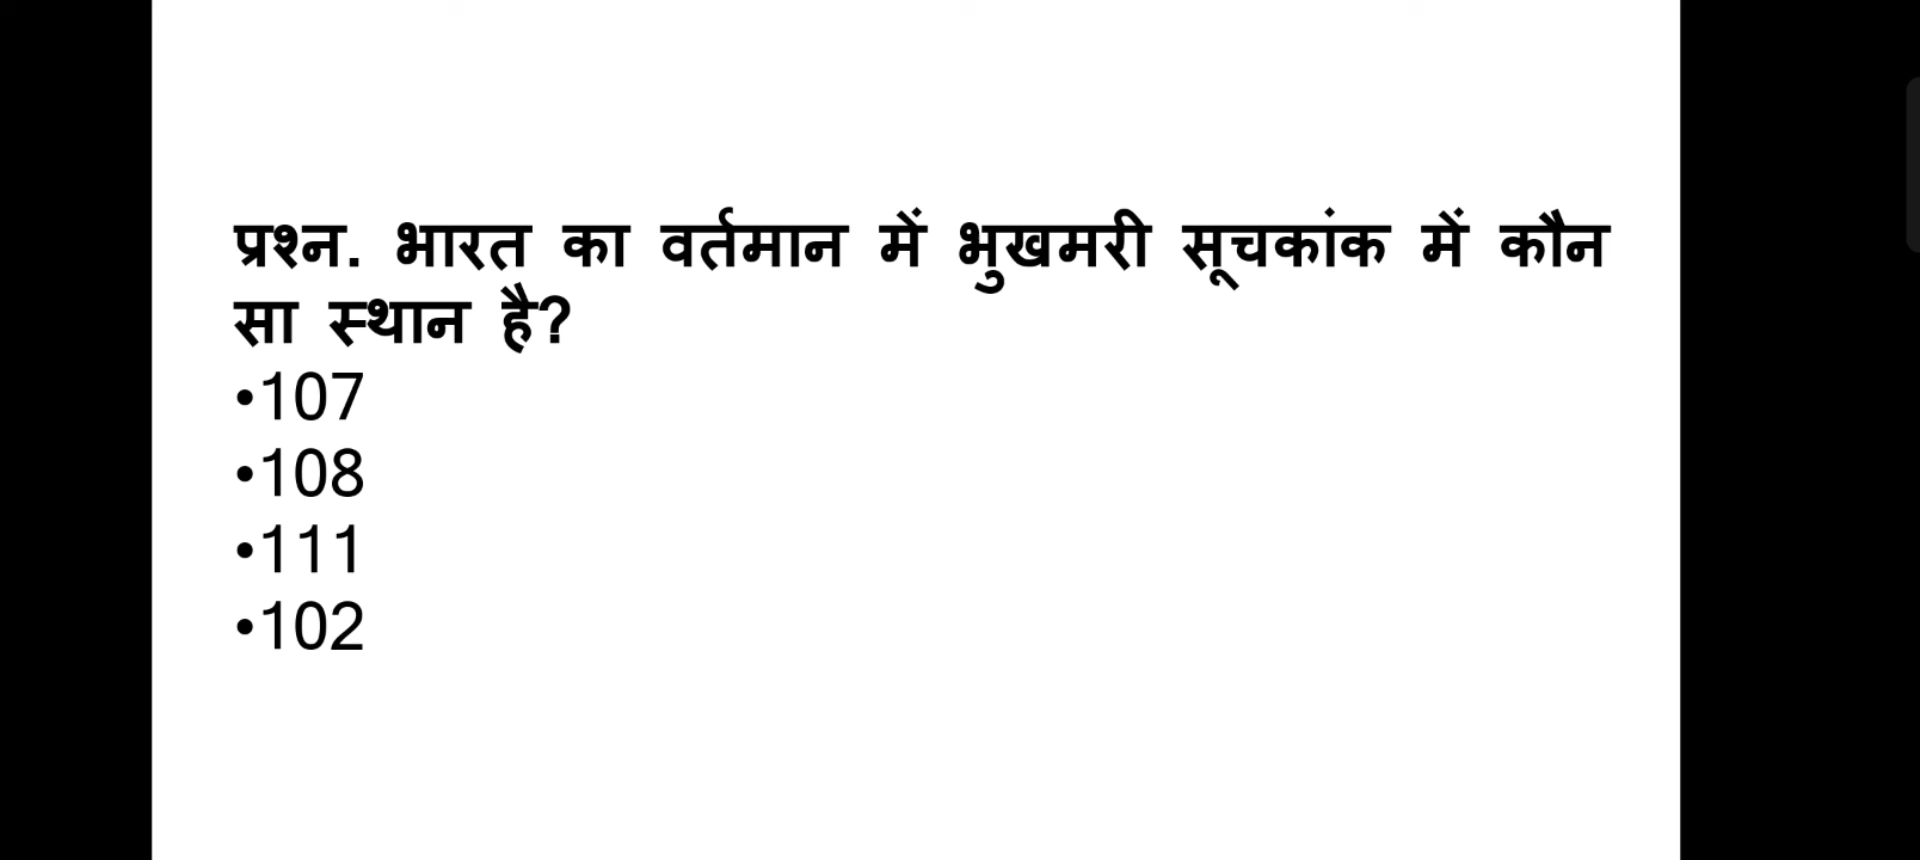 प्रश्न. भारत का वर्तमान में भुखमरी सूचकांक में कौन
सा स्थान है?
•107
•108
•111
•102